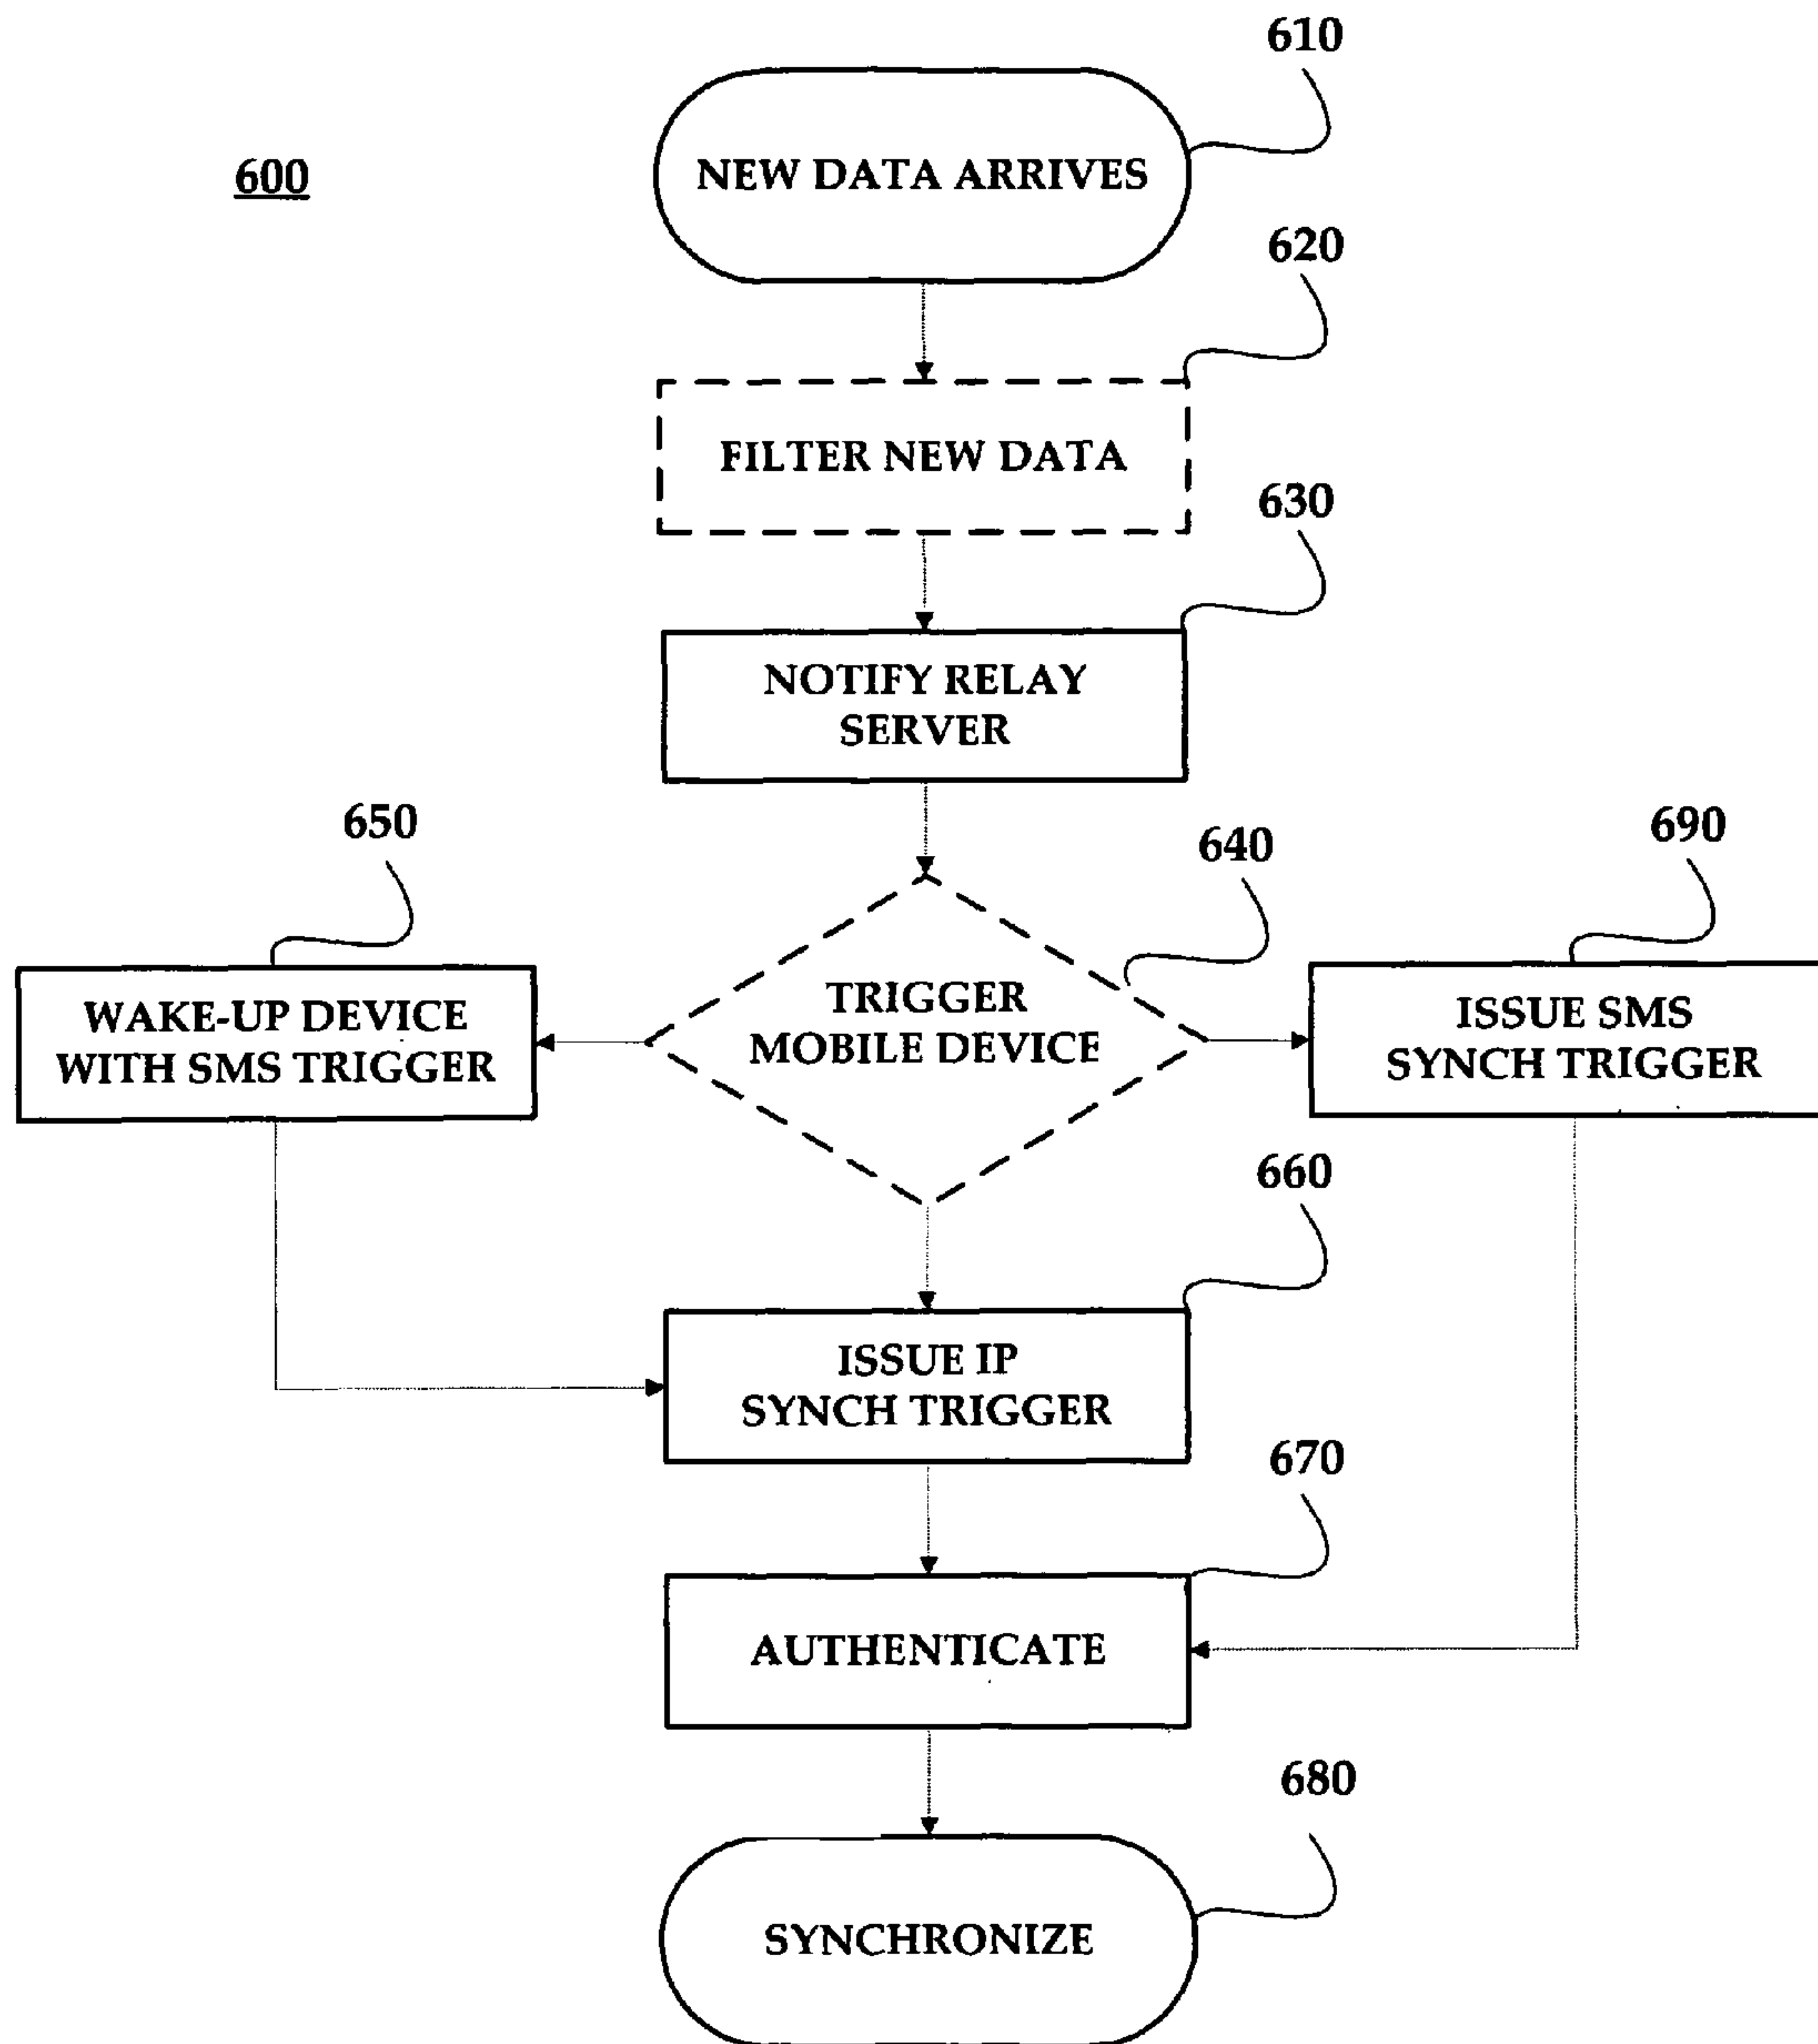 610
600
NEW DATA ARRIVES
620
FILTER NEW DATA
630
NOTIFY RELAY
SERVER
650
640
690
WAKE-UP DEVICE
WITH SMS TRIGGER
TRIGGER
MOBILE DEVICE
ISSUE SMS
SYNCH TRIGGER
660
ISSUE IP
SYNCH TRIGGER
670
AUTHENTICATE
680
SYNCHRONIZE